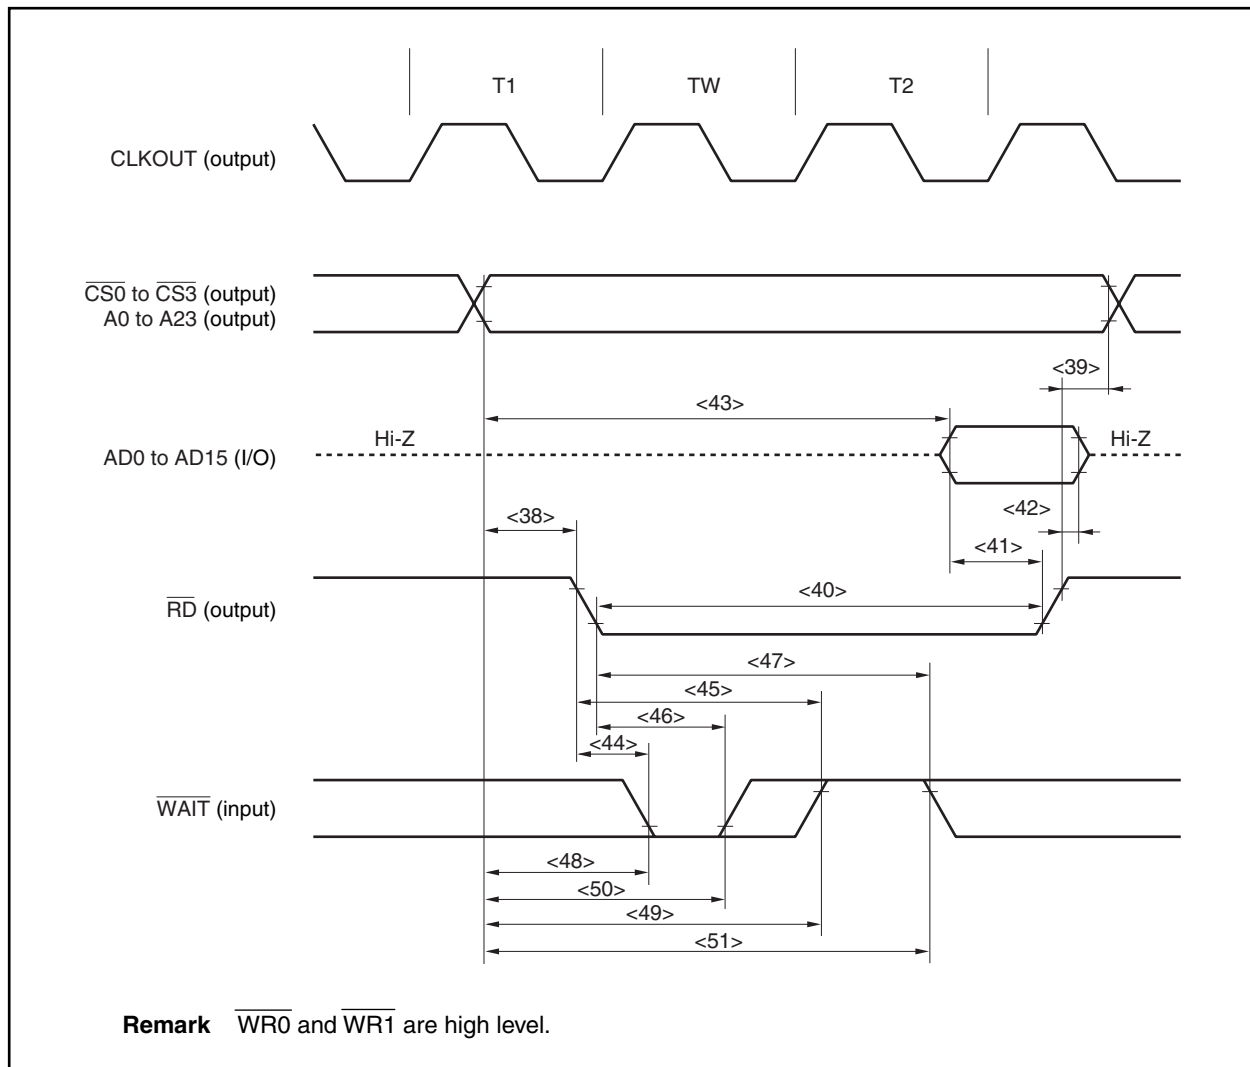 T1 TW T2
CLKOUT (output)
CS0 to CS3 (output)
A0 to A23 (output)
<39>
<43>
Hi-Z Hi-Z
AD0 to AD15 (I/O)
<42>
<38>
<41>
<40>
RD (output)
<47>
<45>
<46>
<44>
WAIT (input)
<48>
<50>
<49>
<51>
Remark WR0 and WR1 are high level.